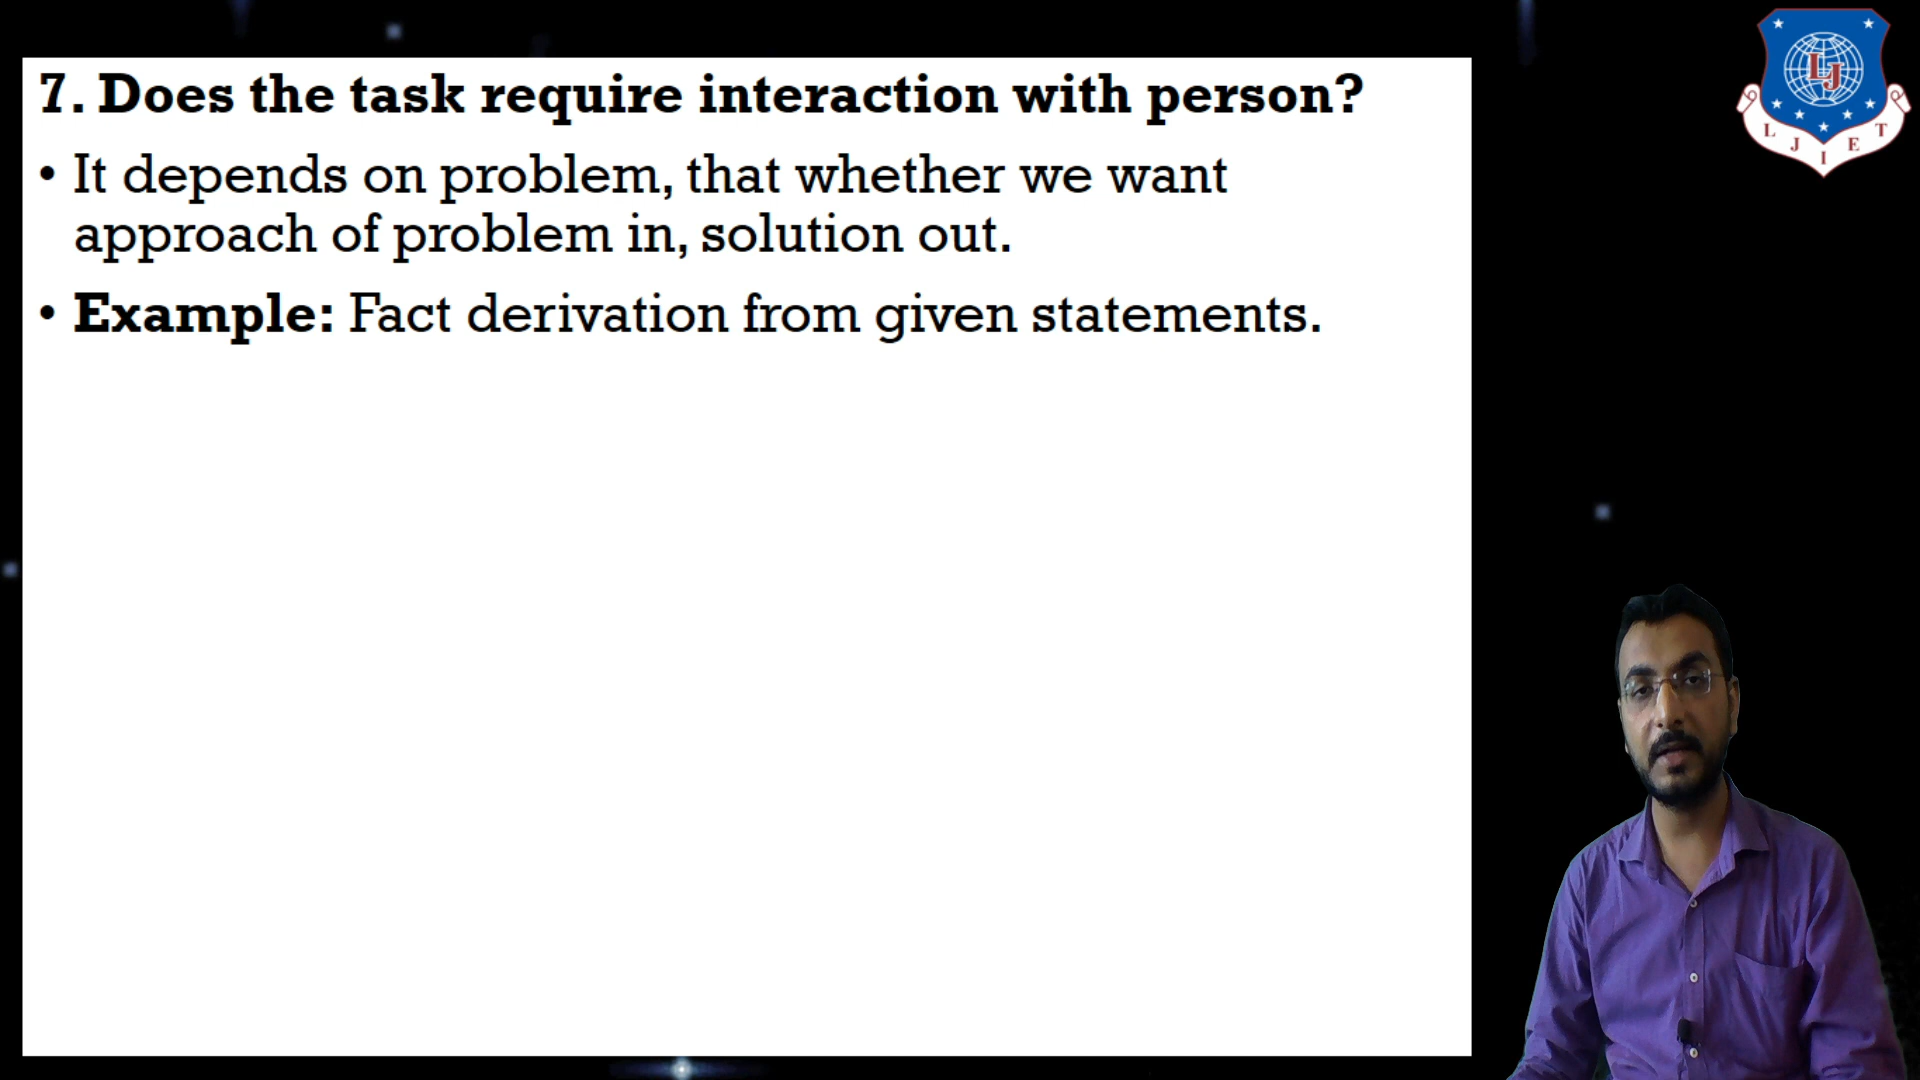 7. Does the task require interaction with person?
• It depends on problem, that whether we want
approach of problem in, solution out.
• Example: Fact derivation from given statements.
LJ
L J I E T